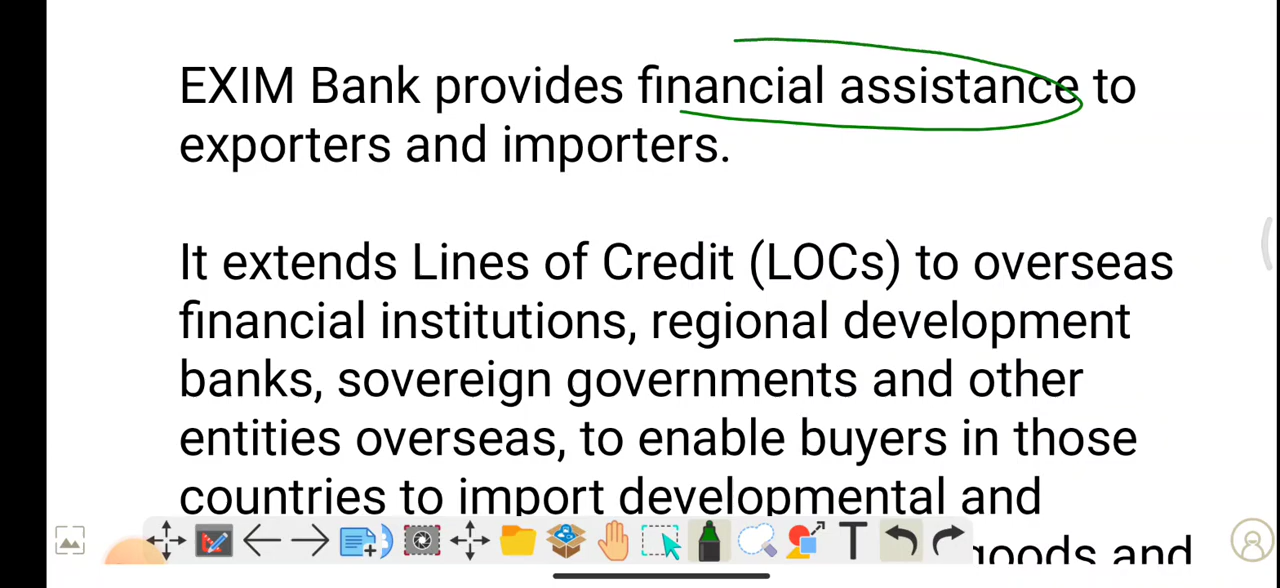 EXIM Bank provides financial assistance to
exporters and importers.
It extends Lines of Credit (LOCs) to overseas
financial institutions, regional development
banks, sovereign governments and other
entities overseas, to enable buyers in those
countries to import developmental and
goods and
T